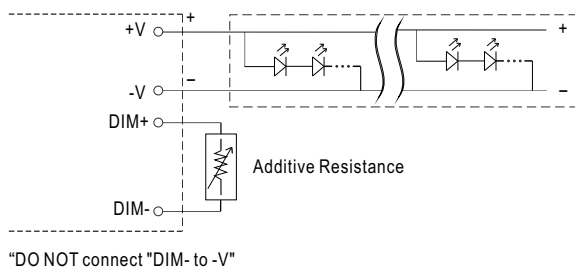 +
+V
+
−
-V
−
DIM+
Additive Resistance
DIM-
“DO NOT connect "DIM- to -V"